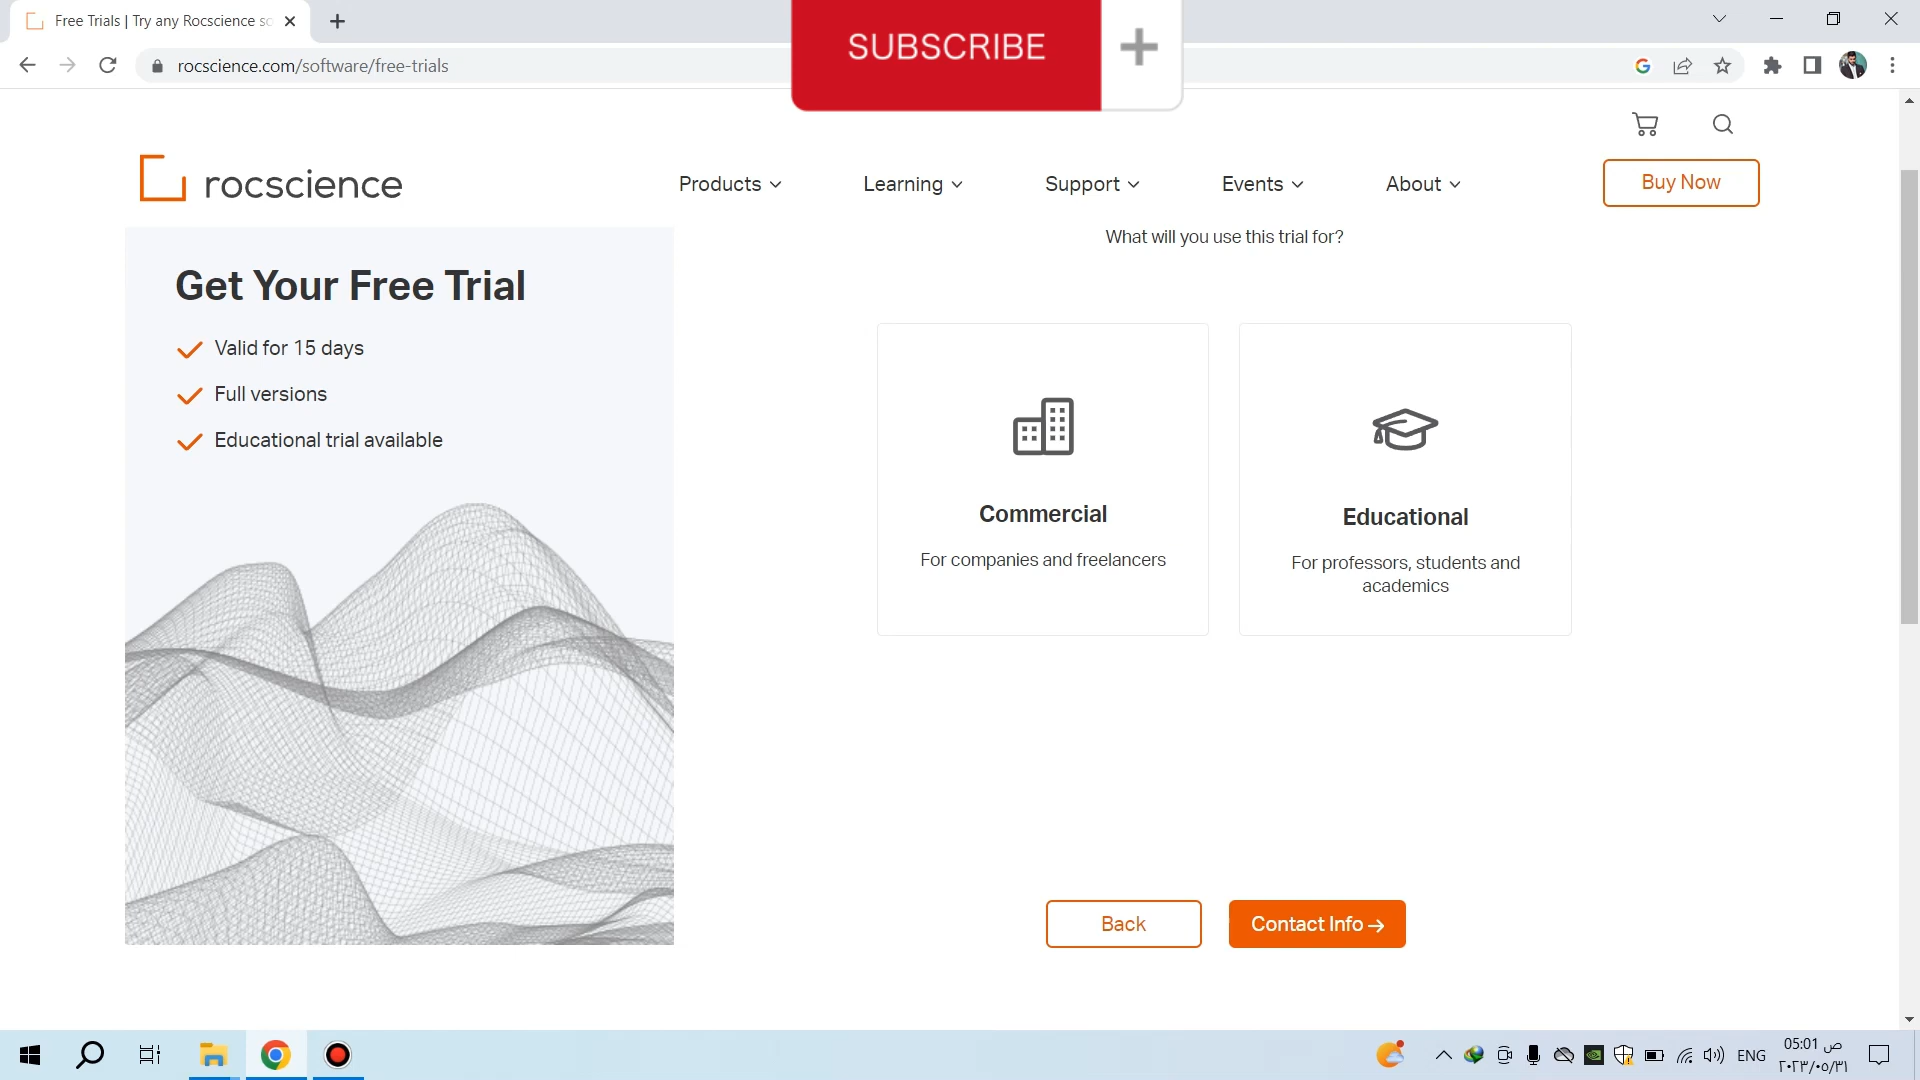 Free Trials | Try any Rocscience so
SUBSCRIBE
rocscience.com/software/free-trials
rocscience
Products
Learning
Support
Events
About
Buy Now
Get Your Free Trial
Valid for 15 days
Full versions
Educational trial available
What will you use this trial for?
Commercial
For companies and freelancers
Educational
For professors, students and
academics
Back
Contact Info
ENG
05:01 ص
٢٠٢٣/٠٥/٣١